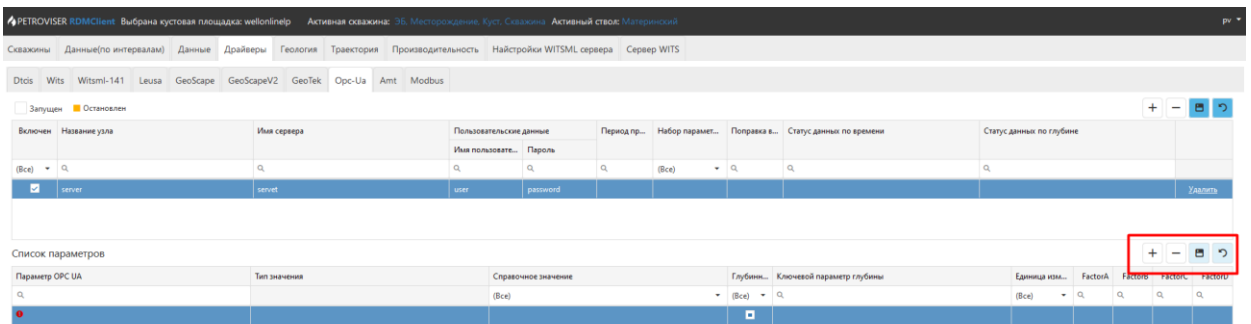 PETROVISER RDMClient Выбрана кустовая площадка: wellonlinelp Активная скважина: Эб. Месторождение, Куст, Скважина Активный ствол: Материнский pv
Скважины Данные(по интервалам) Данные Драйверы Геология Траектория Производительность Найстройки WITSML сервера Сервер WITS
Dtcis Wits Witsml-141 Leusa GeoScape GeoScapeV2 GeoTek Opc-Ua Amt Modbus
Запущен Остановлен
Включен Название узла Имя сервера Пользовательские данные Период пр... Набор парамет... Поправка в... Статус данных по времени Статус данных по глубине
Имя пользовате... Пароль
(Все) (Все)
server servet user password Удалить
Список параметров
Параметр OPC UA Тип значения Справочное значение Глубинн... Ключевой параметр глубины Единица изм... FactorA FactorB FactorC FactorD
(Все) (Все) (Все)